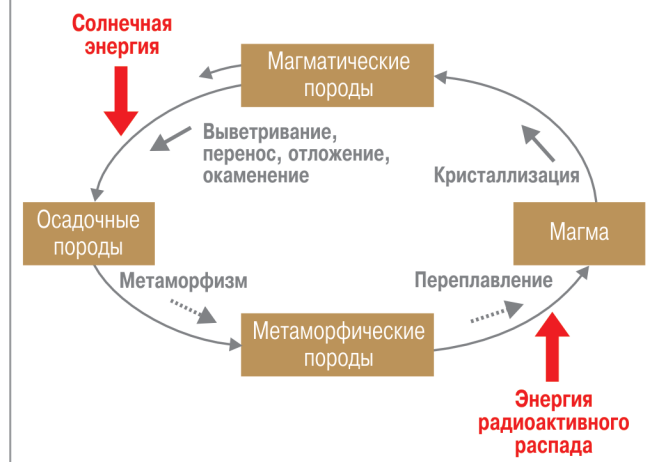 Солнечная
энергия
Магматические
породы
Выветривание,
перенос, отложение,
окаменение
Кристаллизация
Осадочные
породы
Магма
Метаморфизм
Переплавление
Метаморфические
породы
Энергия
радиоактивного
распада